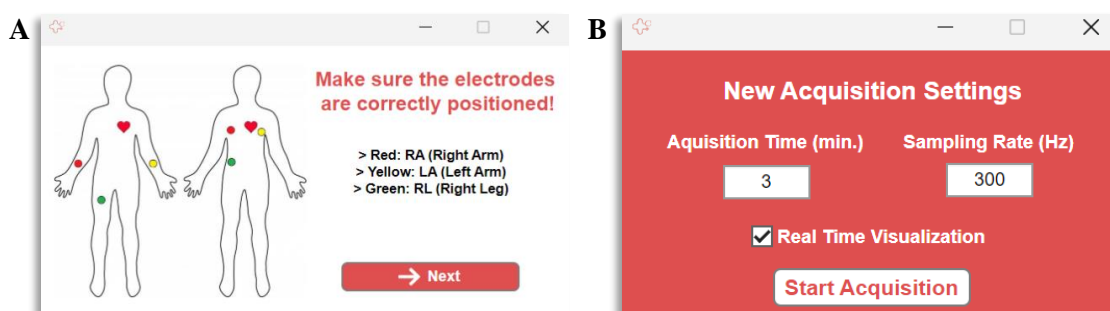 A
Make sure the electrodes
are correctly positioned!
> Red: RA (Right Arm)
> Yellow: LA (Left Arm)
> Green: RL (Right Leg)
Next
B
New Acquisition Settings
Aquisition Time (min.) Sampling Rate (Hz)
3 300
Real Time Visualization
Start Acquisition